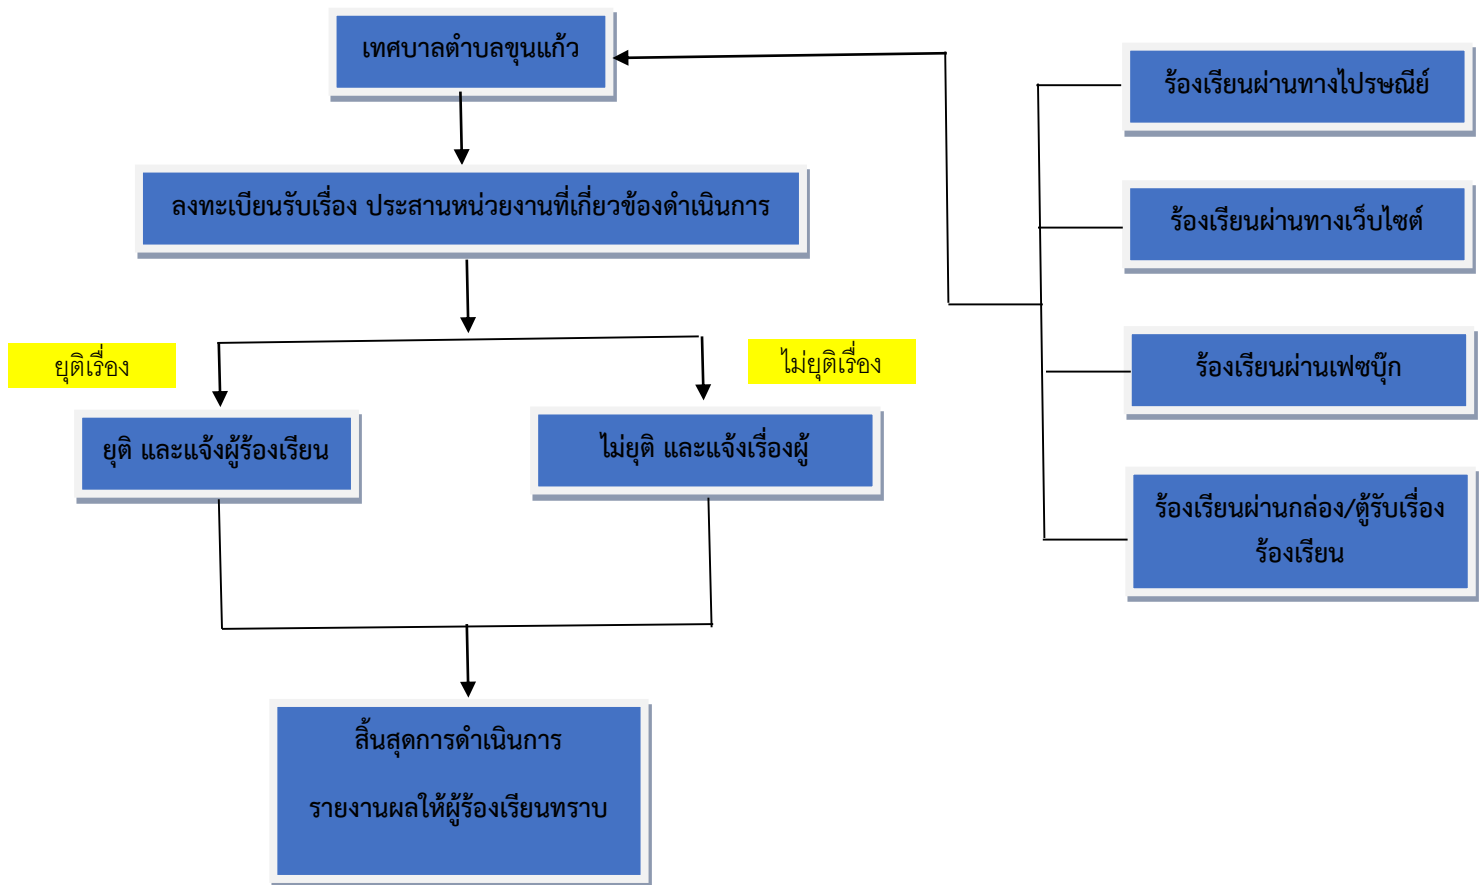 เทศบาลตำบลขุนแก้ว
ลงทะเบียนรับเรื่อง ประสานหน่วยงานที่เกี่ยวข้องดำเนินการ
ยุติเรื่อง
ไม่ยุติเรื่อง
ยุติ และแจ้งผู้ร้องเรียน
ไม่ยุติ และแจ้งเรื่องผู้
สิ้นสุดการดำเนินการ
รายงานผลให้ผู้ร้องเรียนทราบ
ร้องเรียนผ่านทางไปรษณีย์
ร้องเรียนผ่านทางเว็บไซต์
ร้องเรียนผ่านเฟซบุ๊ก
ร้องเรียนผ่านกล่อง/ตู้รับเรื่อง
ร้องเรียน